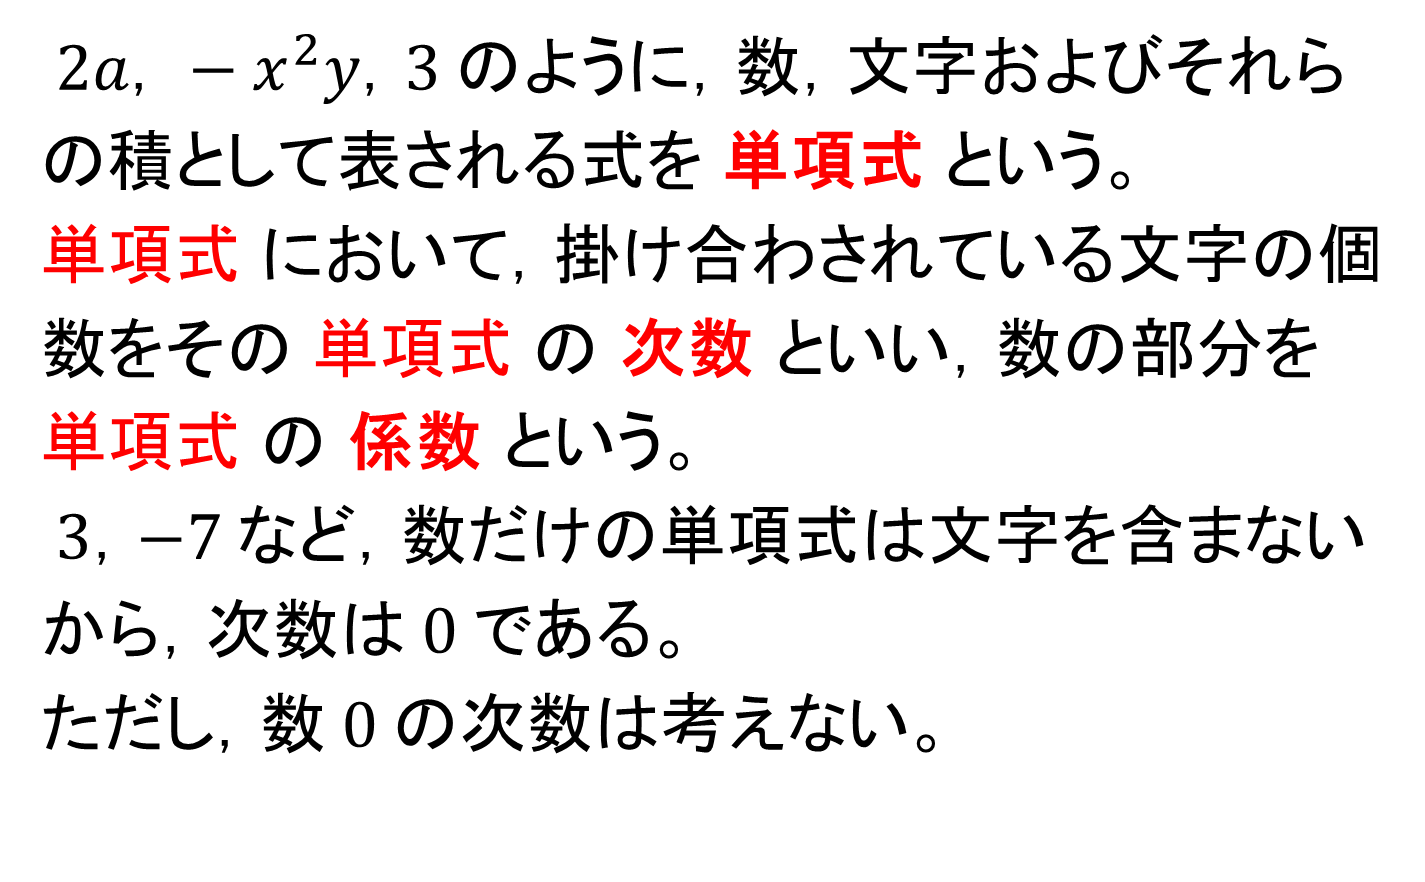 2a, −x²y, 3 のように, 数, 文字およびそれら
の積として表される式を 単項式 という。
単項式 において, 掛け合わされている文字の個
数をその 単項式 の 次数 といい, 数の部分を
単項式 の 係数 という。
3, −7 など, 数だけの単項式は文字を含まない
から, 次数は 0 である。
ただし, 数 0 の次数は考えない。